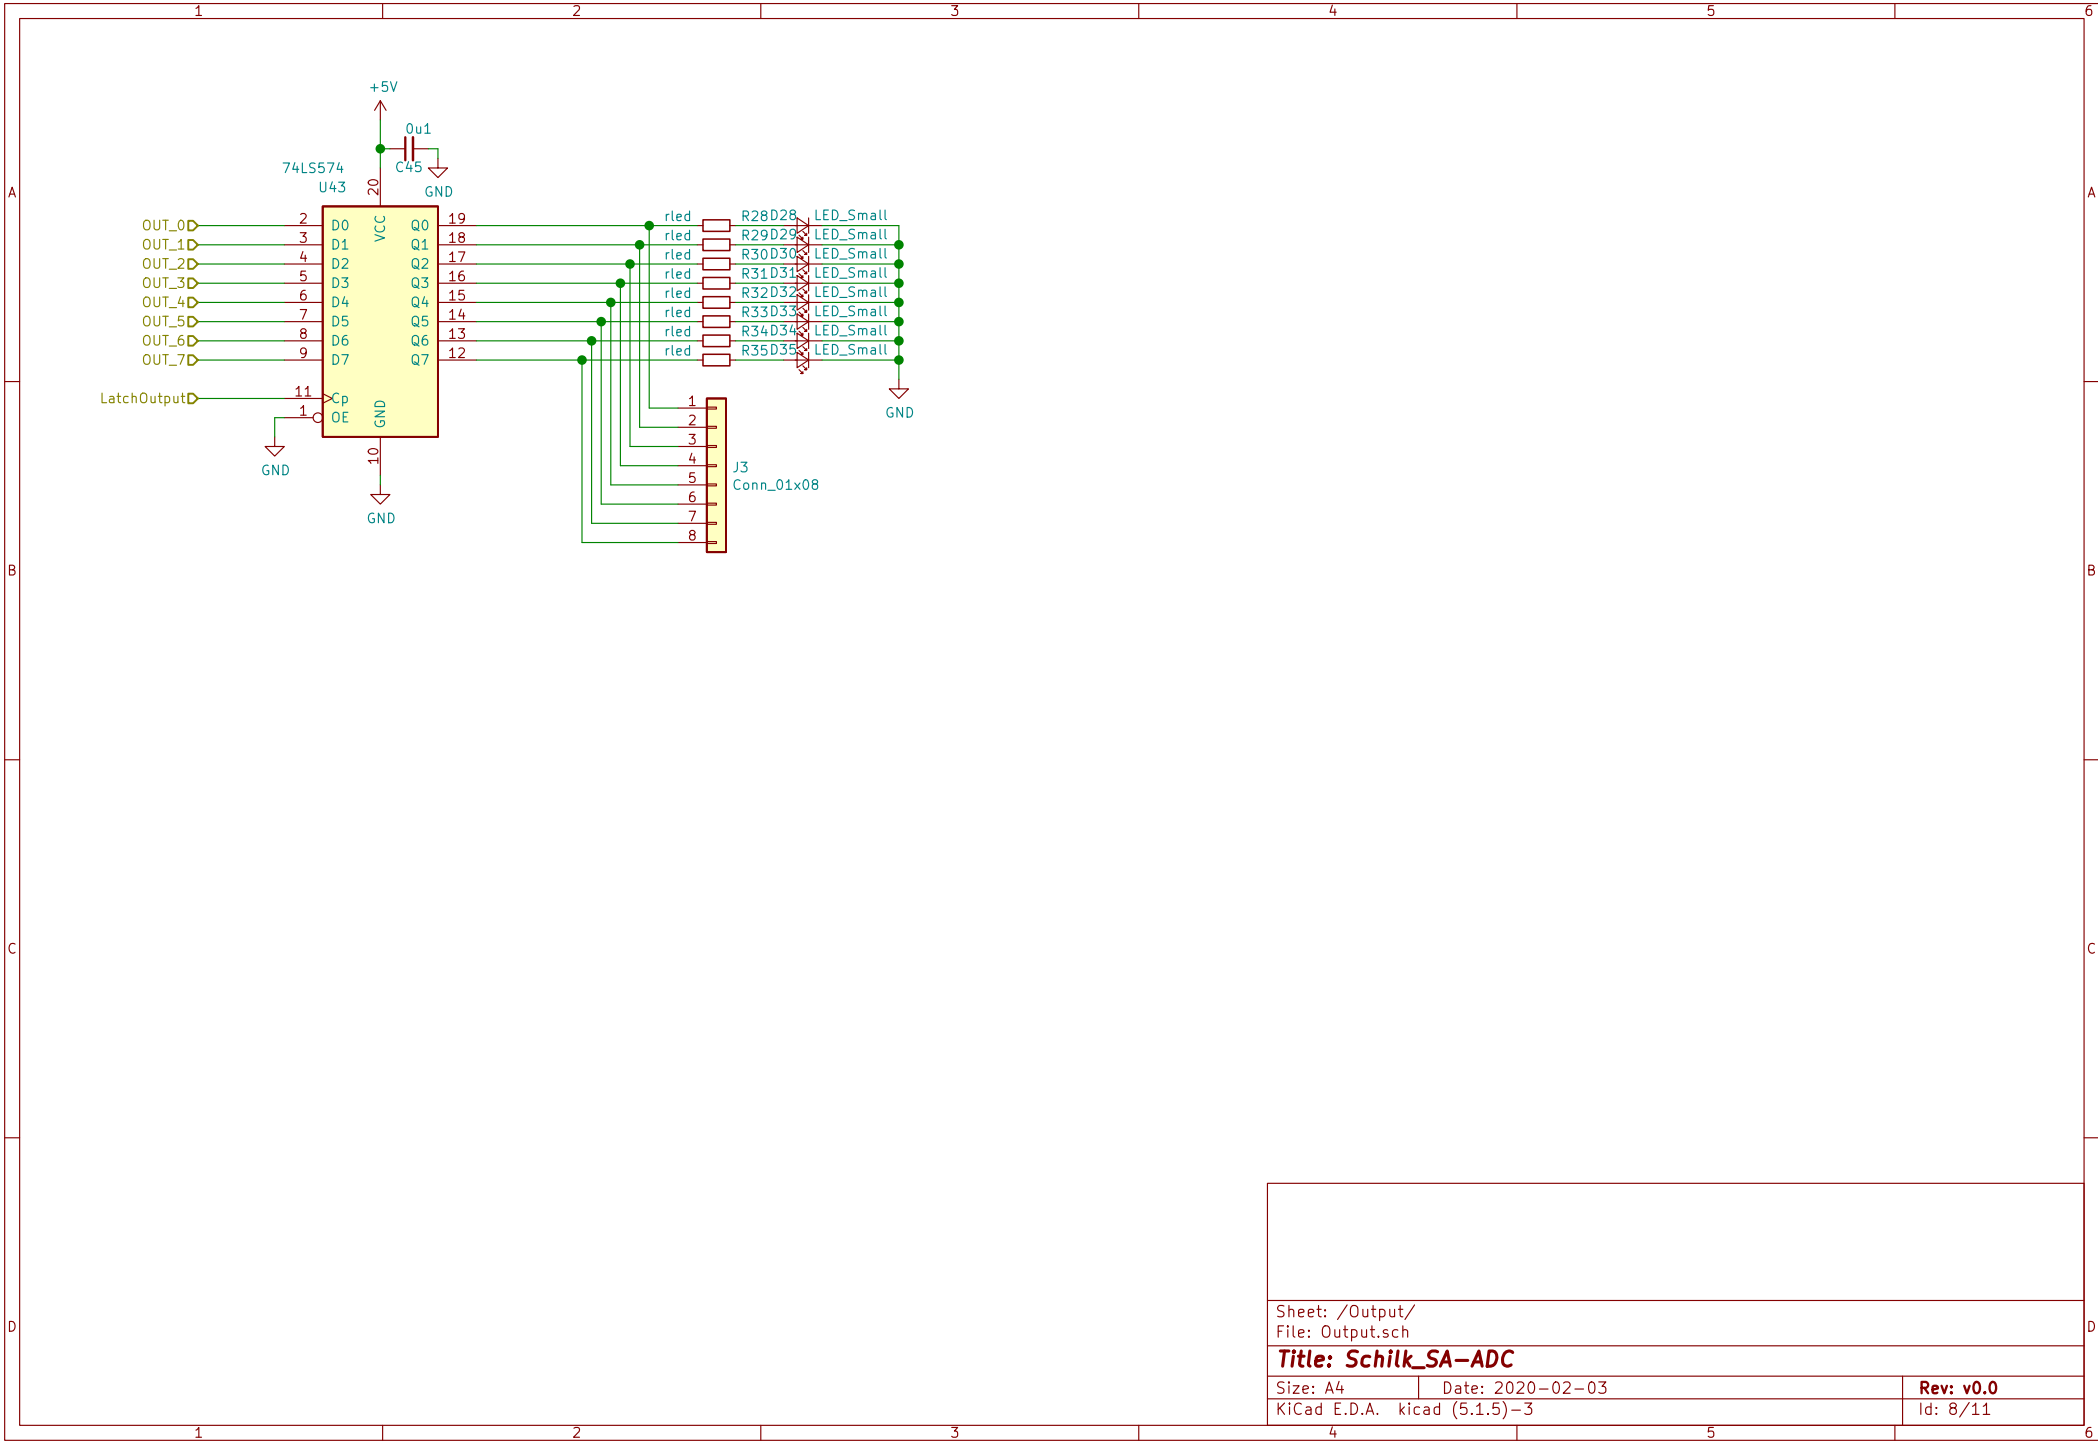 1 2 3 4 5 6
+5V
0u1
C45
74LS574
U43
GND
20
VCC
A A
OUT_0 2 D0 Q0 19 rled R28 D28 LED_Small
OUT_1 3 D1 Q1 18 rled R29 D29 LED_Small
OUT_2 4 D2 Q2 17 rled R30 D30 LED_Small
OUT_3 5 D3 Q3 16 rled R31 D31 LED_Small
OUT_4 6 D4 Q4 15 rled R32 D32 LED_Small
OUT_5 7 D5 Q5 14 rled R33 D33 LED_Small
OUT_6 8 D6 Q6 13 rled R34 D34 LED_Small
OUT_7 9 D7 Q7 12 rled R35 D35 LED_Small
LatchOutput 11 Cp
1 OE
GND
10
GND
GND
GND
1
2
3
4
5
6
7
8
J3
Conn_01x08
B B
C C
D D
Sheet: /Output/
File: Output.sch
Title: Schilk_SA-ADC
Size: A4 Date: 2020-02-03 Rev: v0.0
KiCad E.D.A. kicad (5.1.5)-3 Id: 8/11
1 2 3 4 5 6